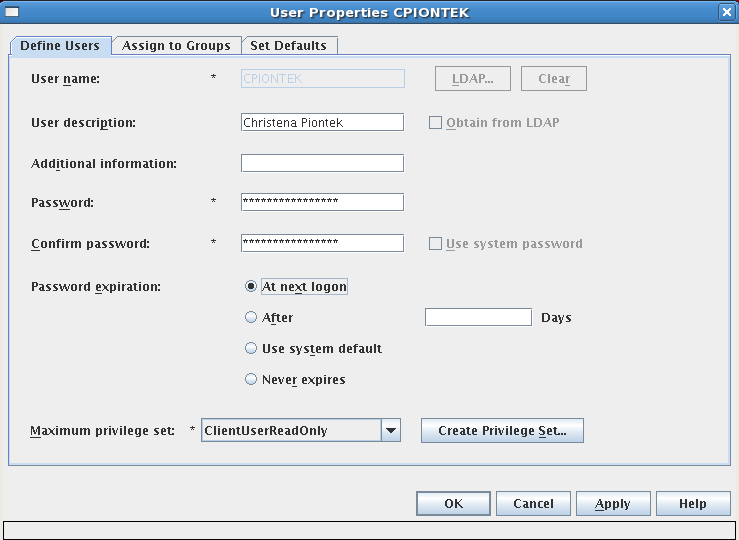 User Properties CPIONTEK
Define Users Assign to Groups Set Defaults
User name: * CPIONTEK LDAP... Clear
User description: Christena Piontek Obtain from LDAP
Additional information:
Password: * ****************
Confirm password: * **************** Use system password
Password expiration: At next logon
After Days
Use system default
Never expires
Maximum privilege set: * ClientUserReadOnly Create Privilege Set...
OK Cancel Apply Help